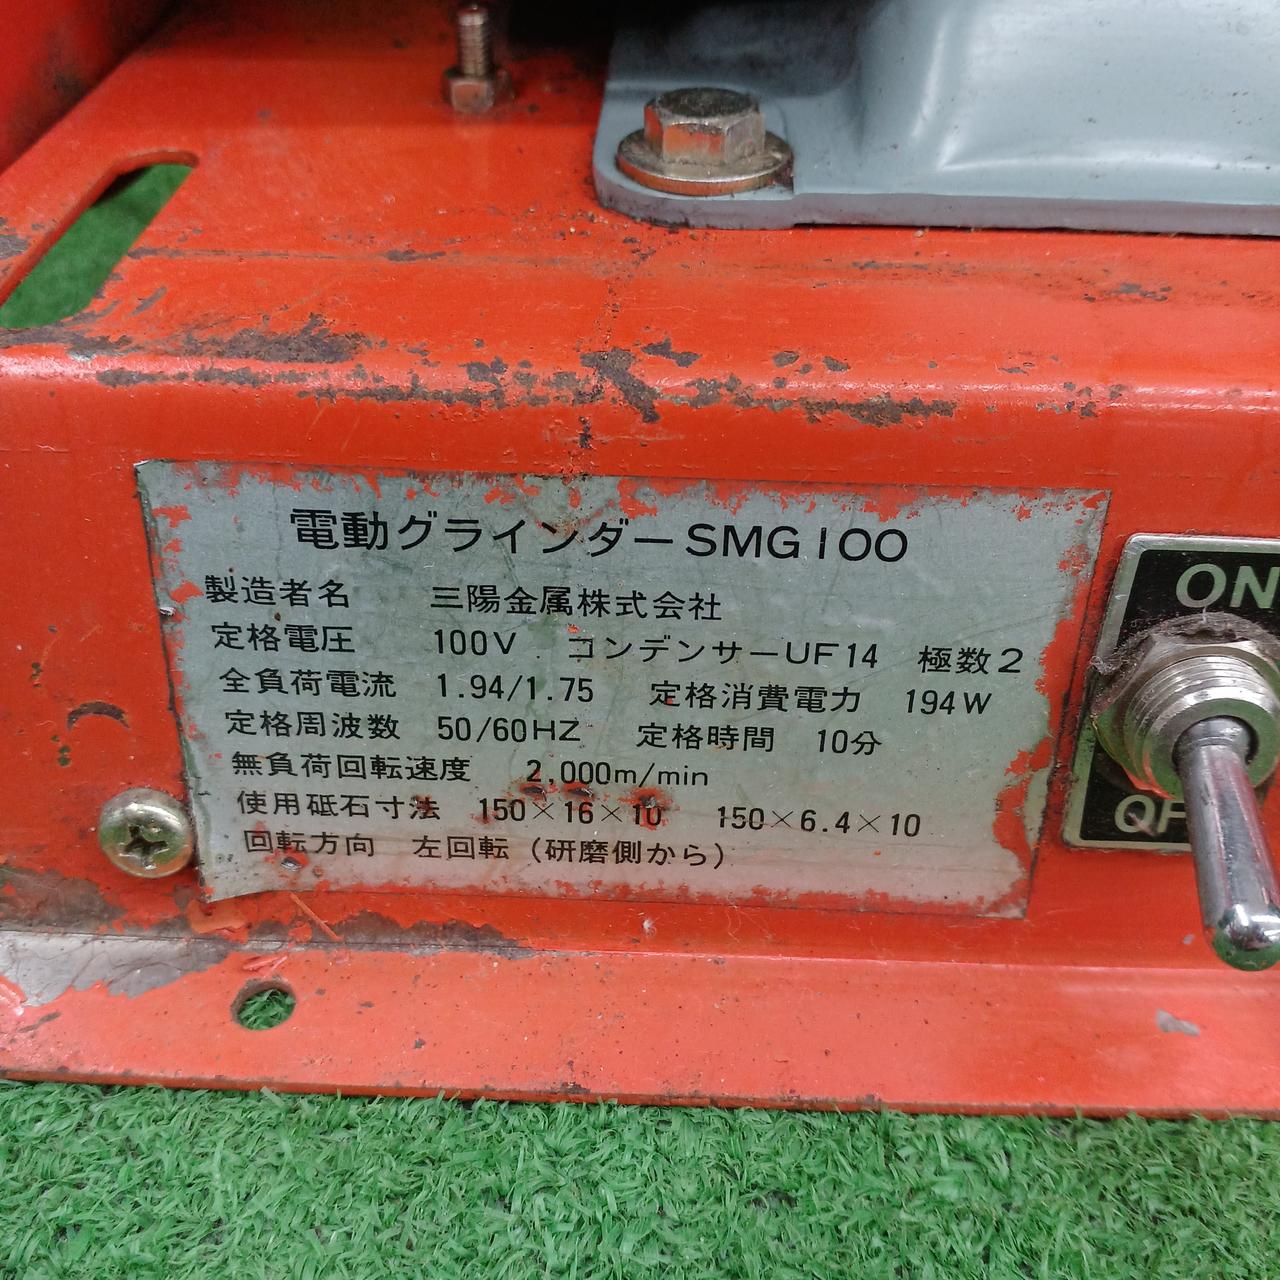 電動グラインダーSMG100
製造者名 三陽金属株式会社
定格電圧 100V コンデンサーUF14 極数2
全負荷電流 1.94/1.75 定格消費電力 194W
定格周波数 50/60HZ 定格時間 10分
無負荷回転速度 2,000m/min
使用砥石寸法 150×16×10 150×6.4×10
回転方向 左回転 (研磨側から)
ON
OF